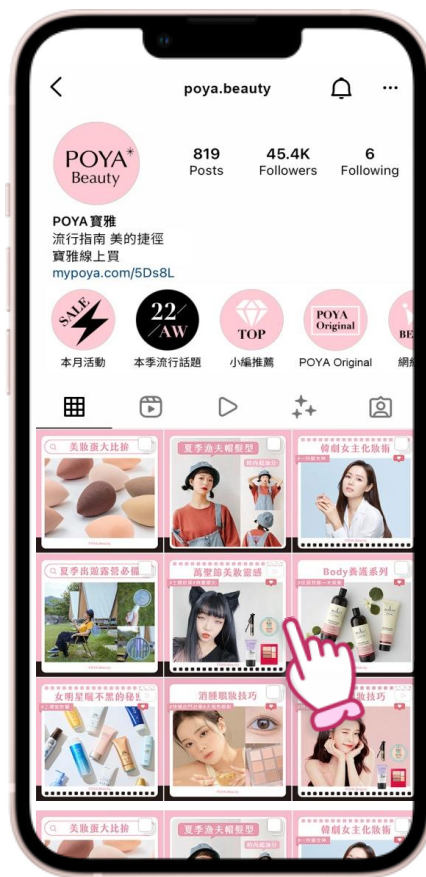 poya.beauty
POYA*
Beauty
819
Posts
45.4K
Followers
6
Following
POYA 寶雅
流行指南 美的捷徑
寶雅線上買
mypoya.com/5Ds8L
SALE
22/
/AW
TOP
POYA
Original
BE
本月活動
本季流行話題
小編推薦
POYA Original
網
美妝蛋大比拚
夏季漁夫帽髮型
韓劇女主化妝術
夏季出遊露營必備
萬聖節美妝靈感
Body養護系列
女明星曬不黑的秘
消腫眼妝技巧
妝技巧
美妝蛋大比拚
夏季漁夫帽髮型
韓劇女主化妝術